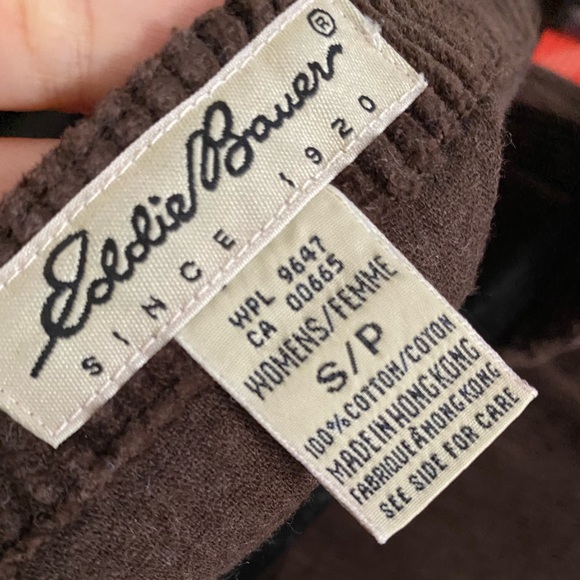 Eddie Bauer®
SINCE 1920
WPL 9647
CA 00665
WOMENS/FEMME
S/P
100% COTTON/COTON
MADE IN HONG KONG
FABRIQUÉ À HONG KONG
SEE SIDE FOR CARE